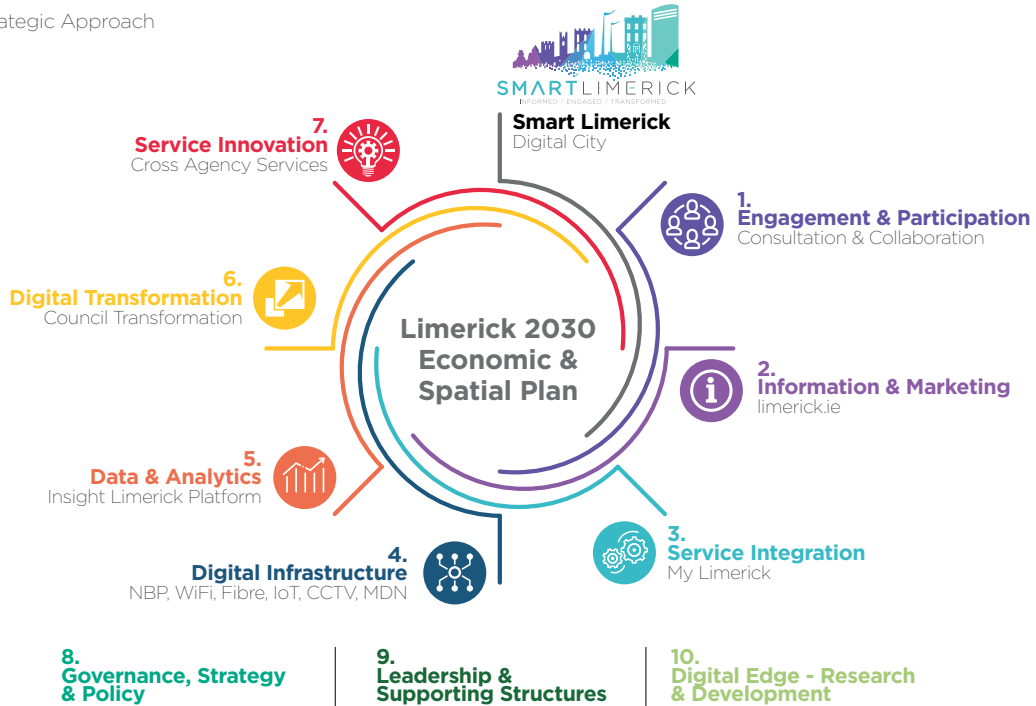 ategic Approach
SMARTLIMERICK
INFORMED / ENGAGED / TRANSFORMED
Smart Limerick
Digital City
1.
Engagement & Participation
Consultation & Collaboration
2.
Information & Marketing
limerick.ie
3.
Service Integration
My Limerick
4.
Digital Infrastructure
NBP, WiFi, Fibre, IoT, CCTV, MDN
5.
Data & Analytics
Insight Limerick Platform
6.
Digital Transformation
Council Transformation
7.
Service Innovation
Cross Agency Services
Limerick 2030
Economic &
Spatial Plan
8.
Governance, Strategy
& Policy
9.
Leadership &
Supporting Structures
10.
Digital Edge - Research
& Development